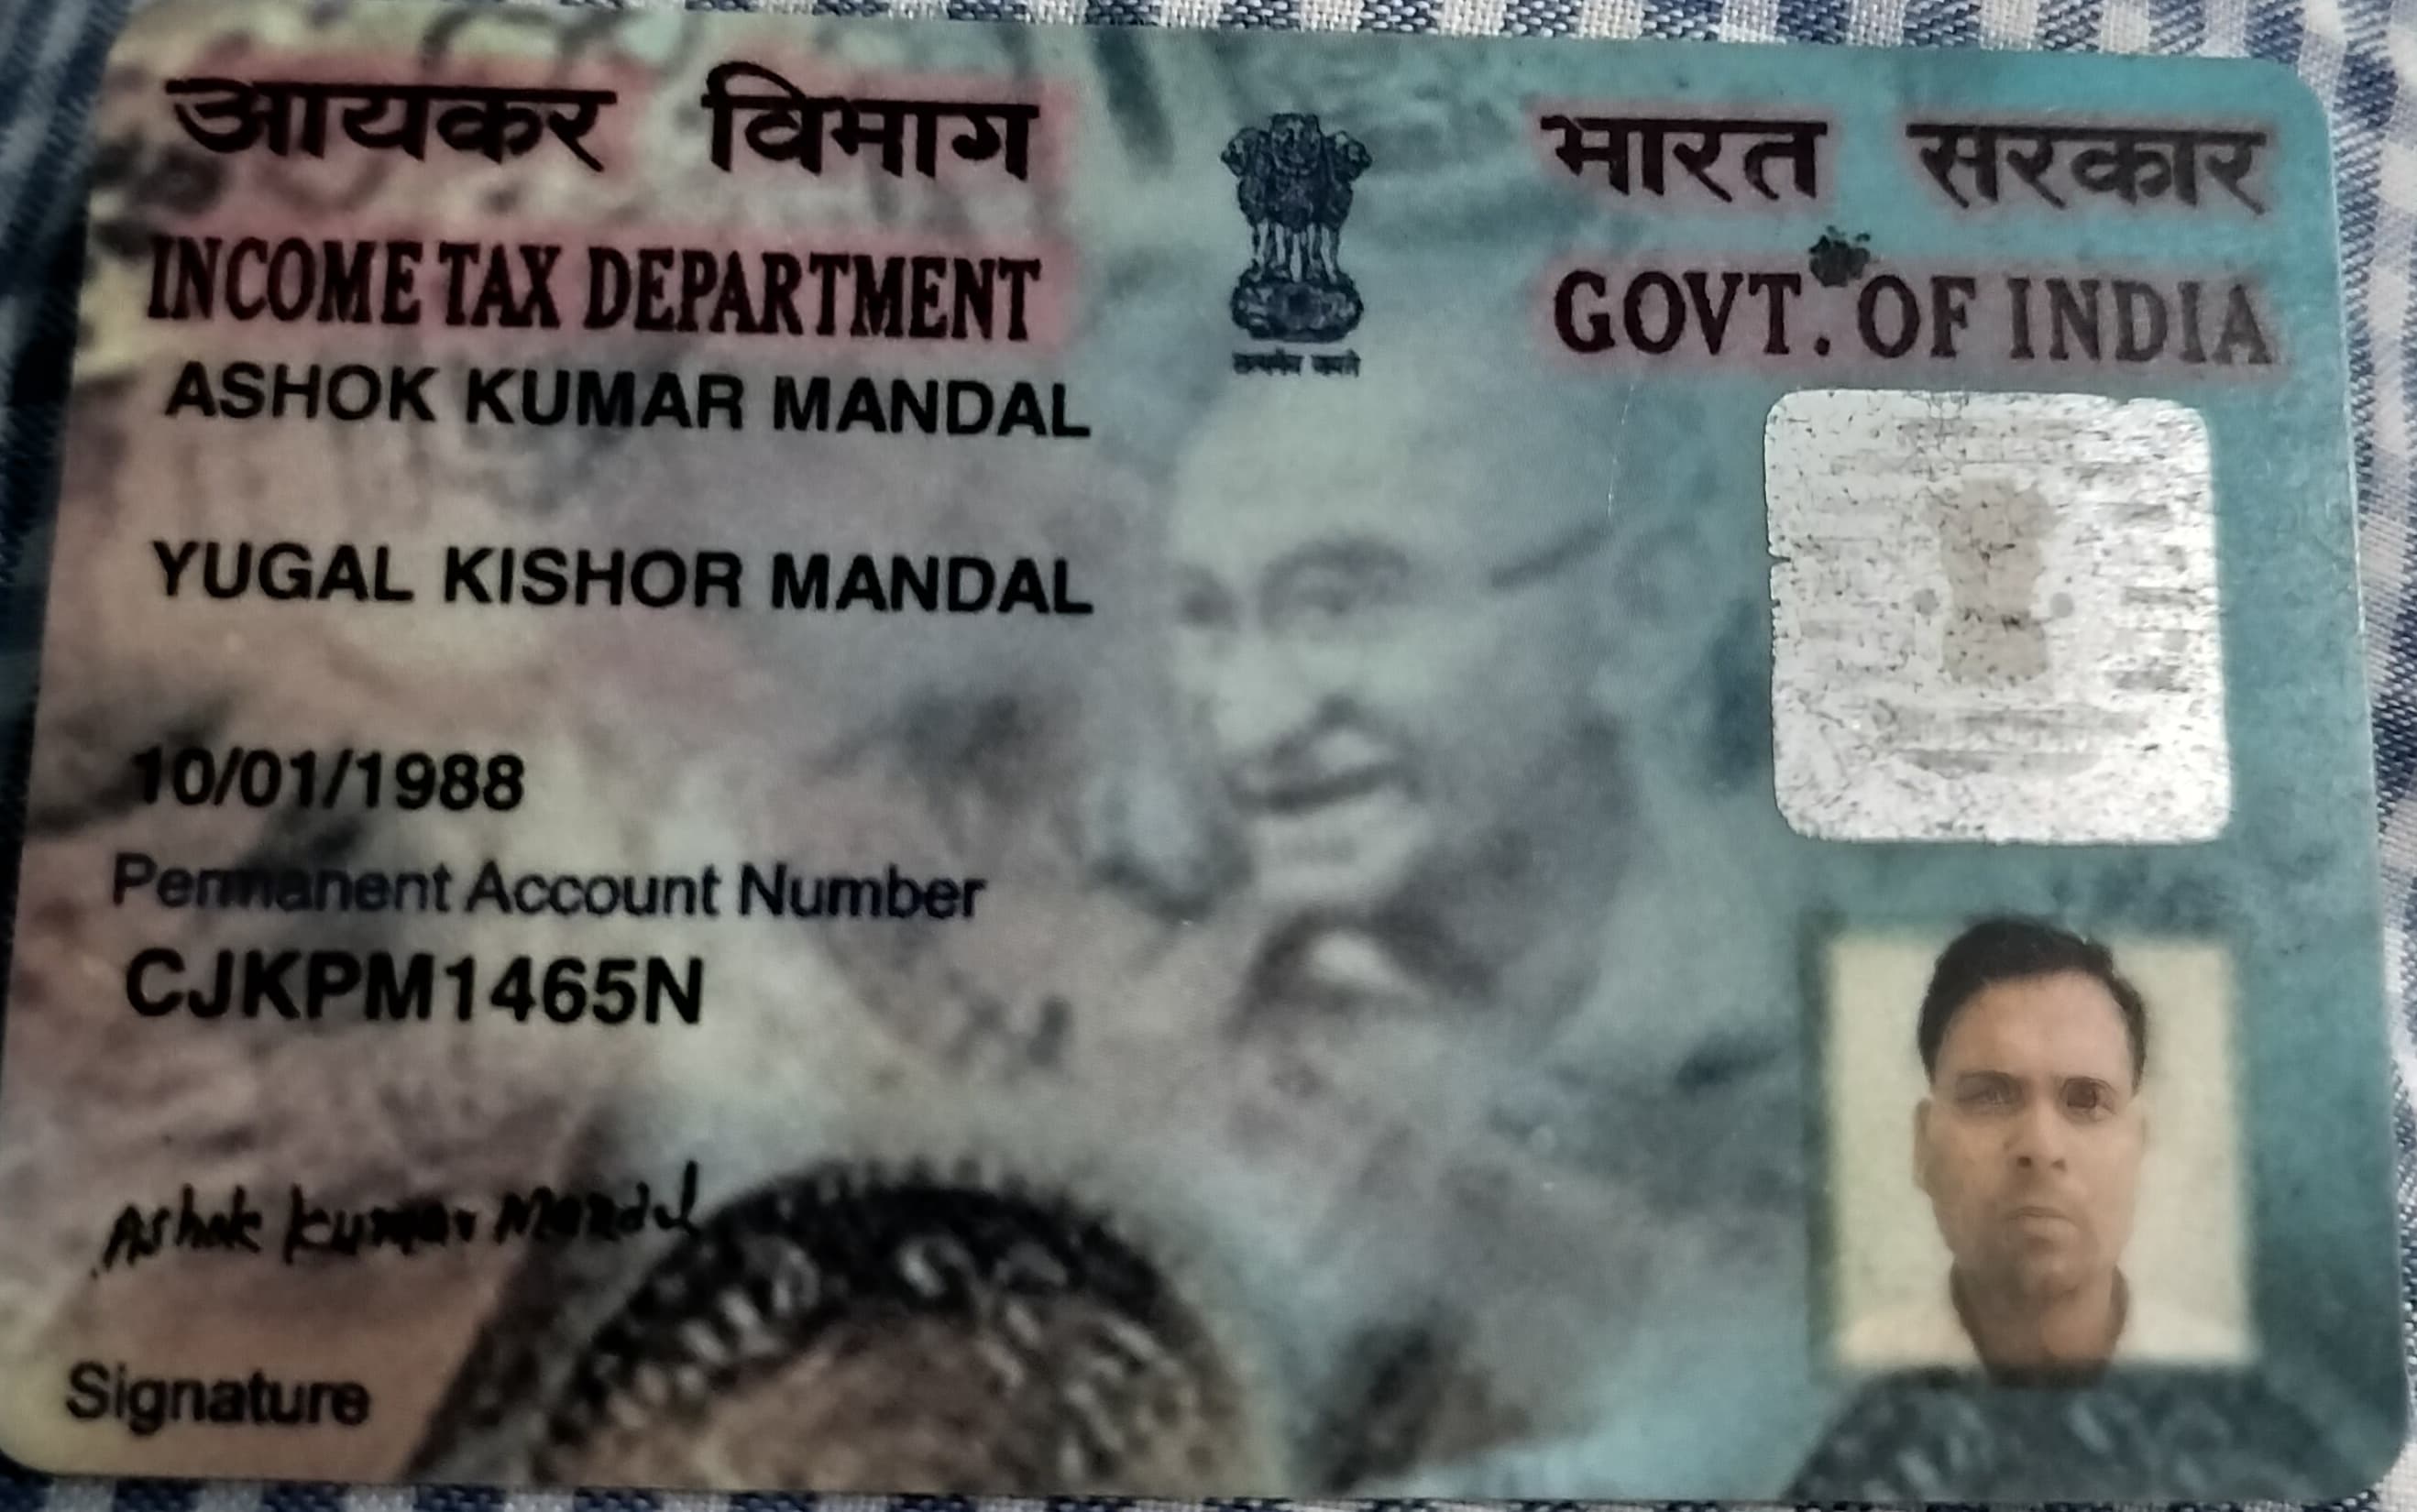 आयकर विभाग
भारत सरकार
INCOME TAX DEPARTMENT
GOVT. OF INDIA
ASHOK KUMAR MANDAL
YUGAL KISHOR MANDAL
10/01/1988
Permanent Account Number
CJKPM1465N
Ashok Kumar Mandal
Signature